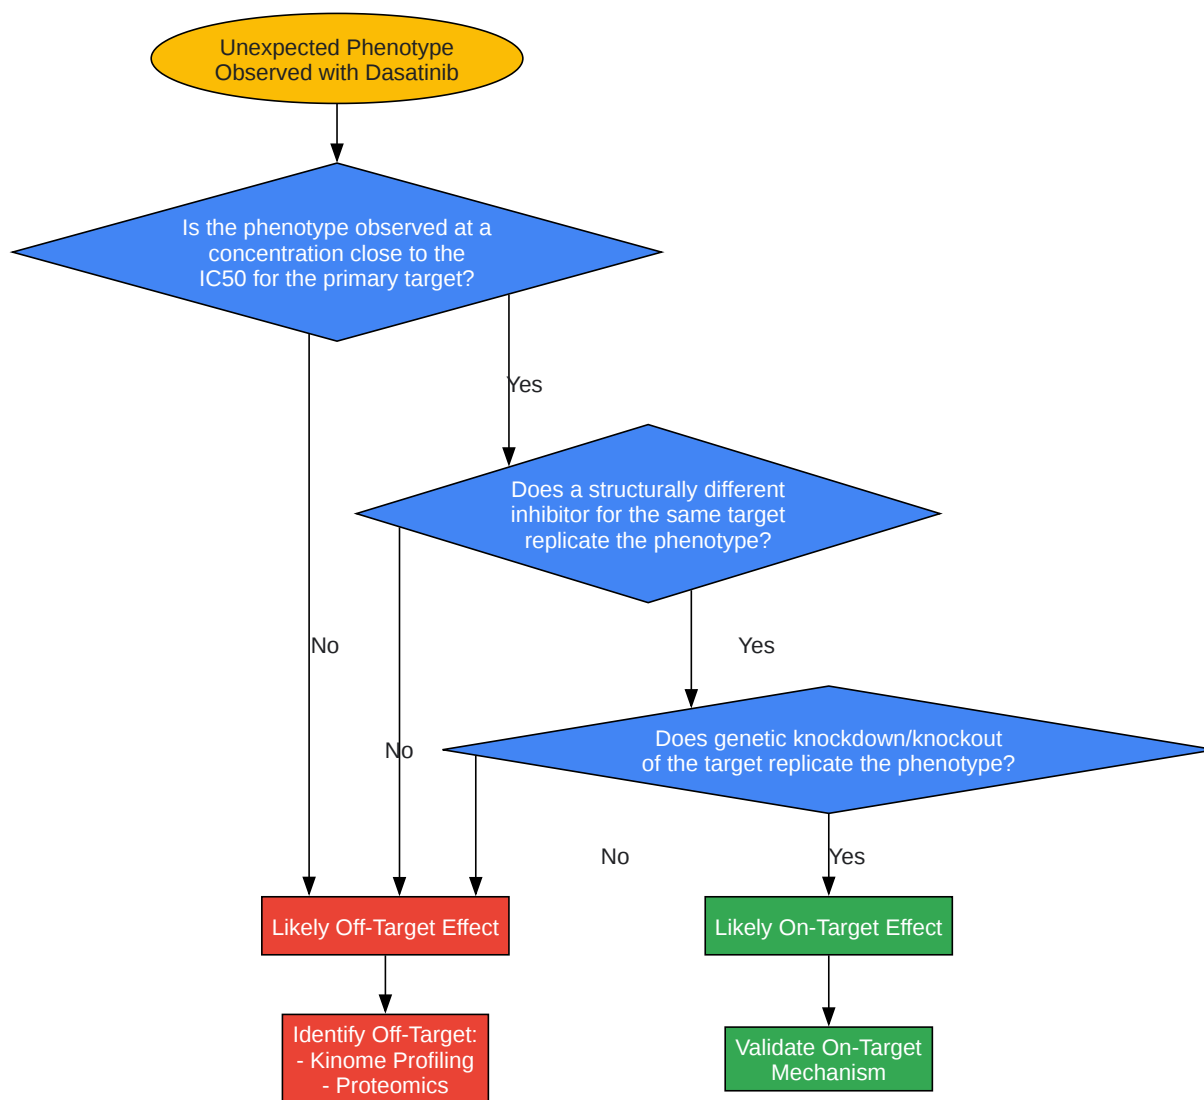 Unexpected Phenotype
Observed with Dasatinib
Is the phenotype observed at a
concentration close to the
IC50 for the primary target?
Yes
Does a structurally different
inhibitor for the same target
replicate the phenotype?
No
Yes
Does genetic knockdown/knockout
of the target replicate the phenotype?
No
No
Yes
Likely Off-Target Effect
Likely On-Target Effect
Identify Off-Target:
- Kinome Profiling
- Proteomics
Validate On-Target
Mechanism